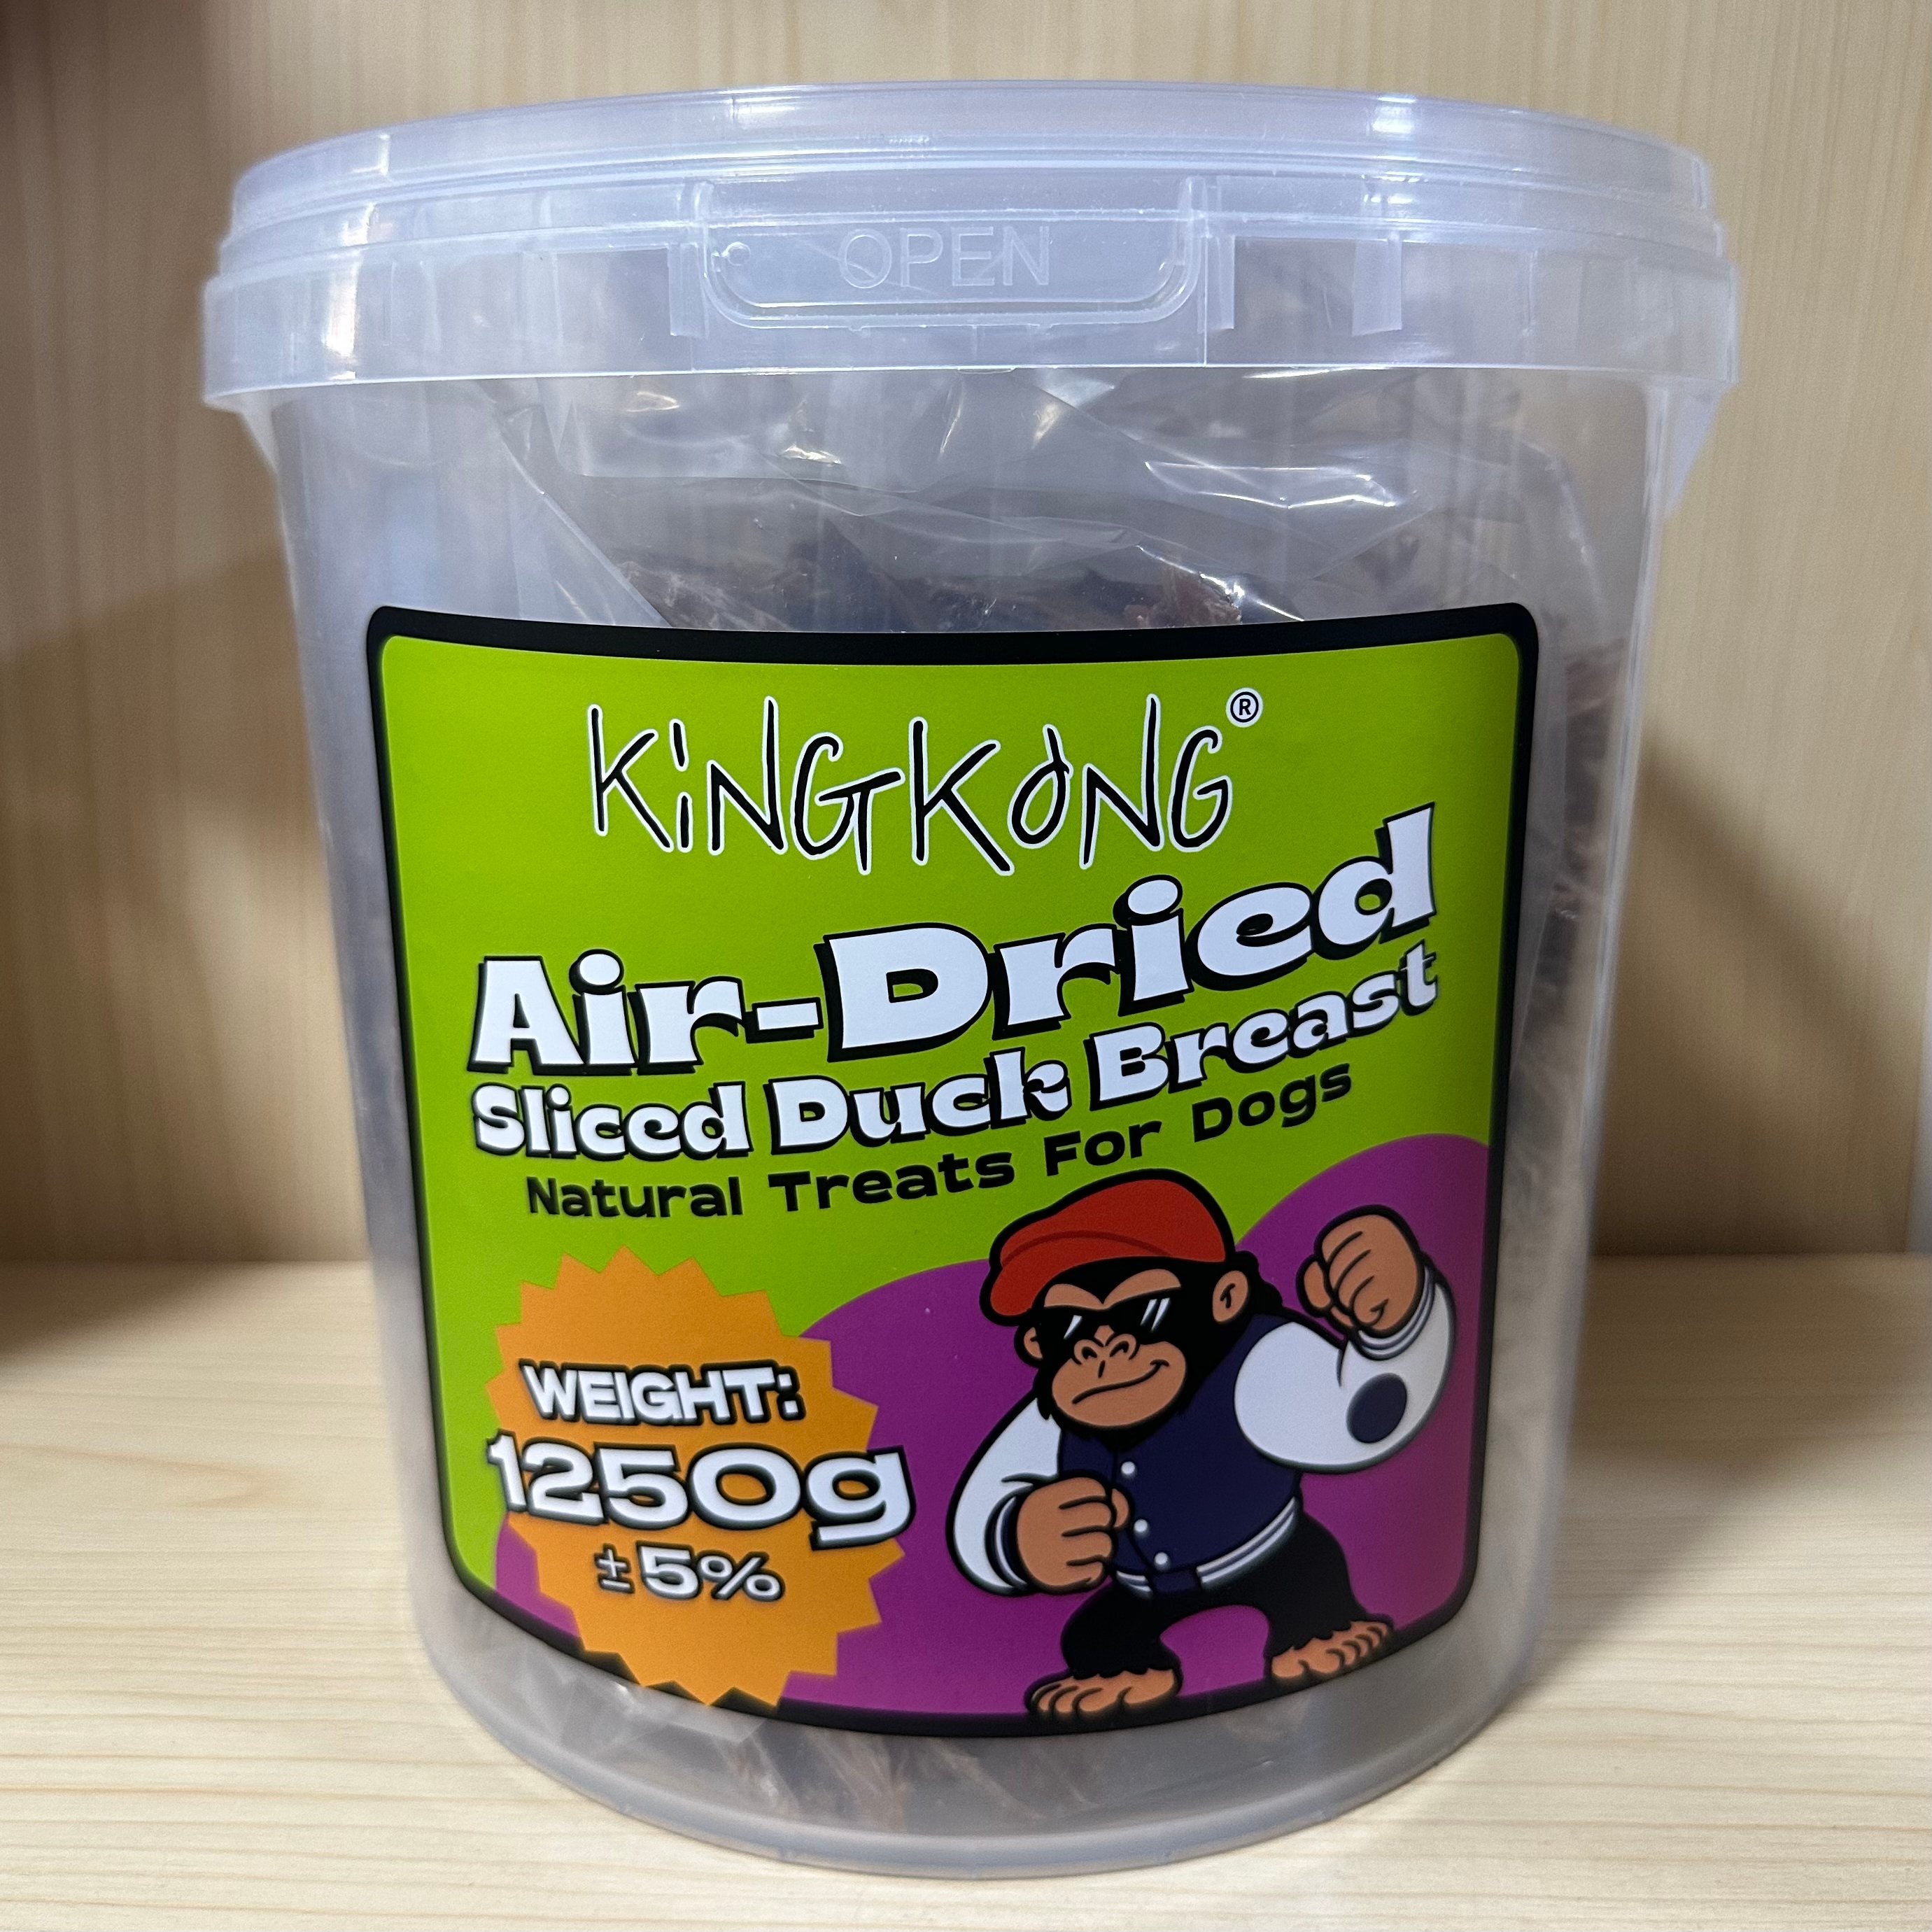 OPEN
KiNGKONG®
Air-Dried
Sliced Duck Breast
Natural Treats For Dogs
WEIGHT:
1250g
±5%